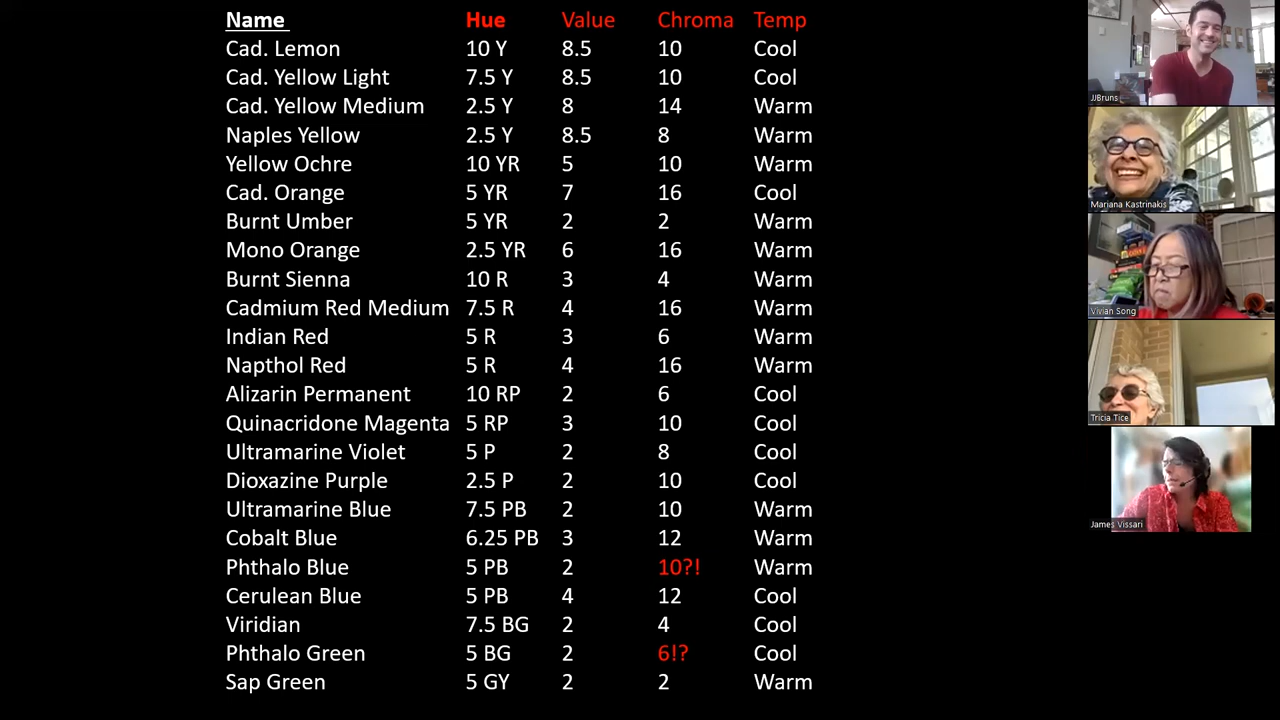 Name Hue Value Chroma Temp
Cad. Lemon 10 Y 8.5 10 Cool
Cad. Yellow Light 7.5 Y 8.5 10 Cool
Cad. Yellow Medium 2.5 Y 8 14 Warm
Naples Yellow 2.5 Y 8.5 8 Warm
Yellow Ochre 10 YR 5 10 Warm
Cad. Orange 5 YR 7 16 Cool
Burnt Umber 5 YR 2 2 Warm
Mono Orange 2.5 YR 6 16 Warm
Burnt Sienna 10 R 3 4 Warm
Cadmium Red Medium 7.5 R 4 16 Warm
Indian Red 5 R 3 6 Warm
Napthol Red 5 R 4 16 Warm
Alizarin Permanent 10 RP 2 6 Cool
Quinacridone Magenta 5 RP 3 10 Cool
Ultramarine Violet 5 P 2 8 Cool
Dioxazine Purple 2.5 P 2 10 Cool
Ultramarine Blue 7.5 PB 2 10 Warm
Cobalt Blue 6.25 PB 3 12 Warm
Phthalo Blue 5 PB 2 10?! Warm
Cerulean Blue 5 PB 4 12 Cool
Viridian 7.5 BG 2 4 Cool
Phthalo Green 5 BG 2 6!? Cool
Sap Green 5 GY 2 2 Warm
JJBruns
Mariana Kastrinakis
Vivian Song
Tricia Tice
James Vissari